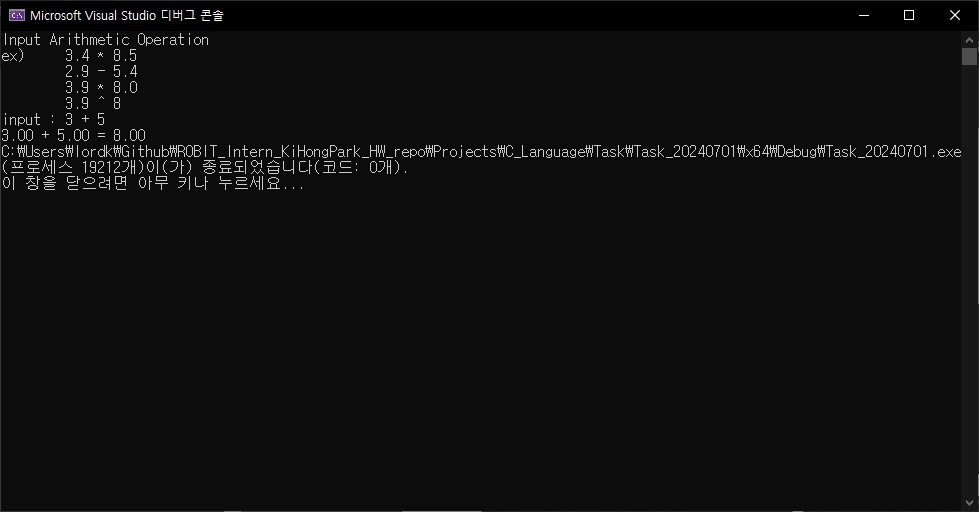 Microsoft Visual Studio 디버그 콘솔
Input Arithmetic Operation
ex)     3.4 * 8.5
        2.9 - 5.4
        3.9 * 8.0
        3.9 ^ 8
input : 3 + 5
3.00 + 5.00 = 8.00
C:\Users\lordk\Github\ROBIT_Intern_KiHongPark_HW_repo\Projects\C_Language\Task\Task_20240701\x64\Debug\Task_20240701.exe
(프로세스 19212개)이(가) 종료되었습니다(코드: 0개).
이 창을 닫으려면 아무 키나 누르세요...